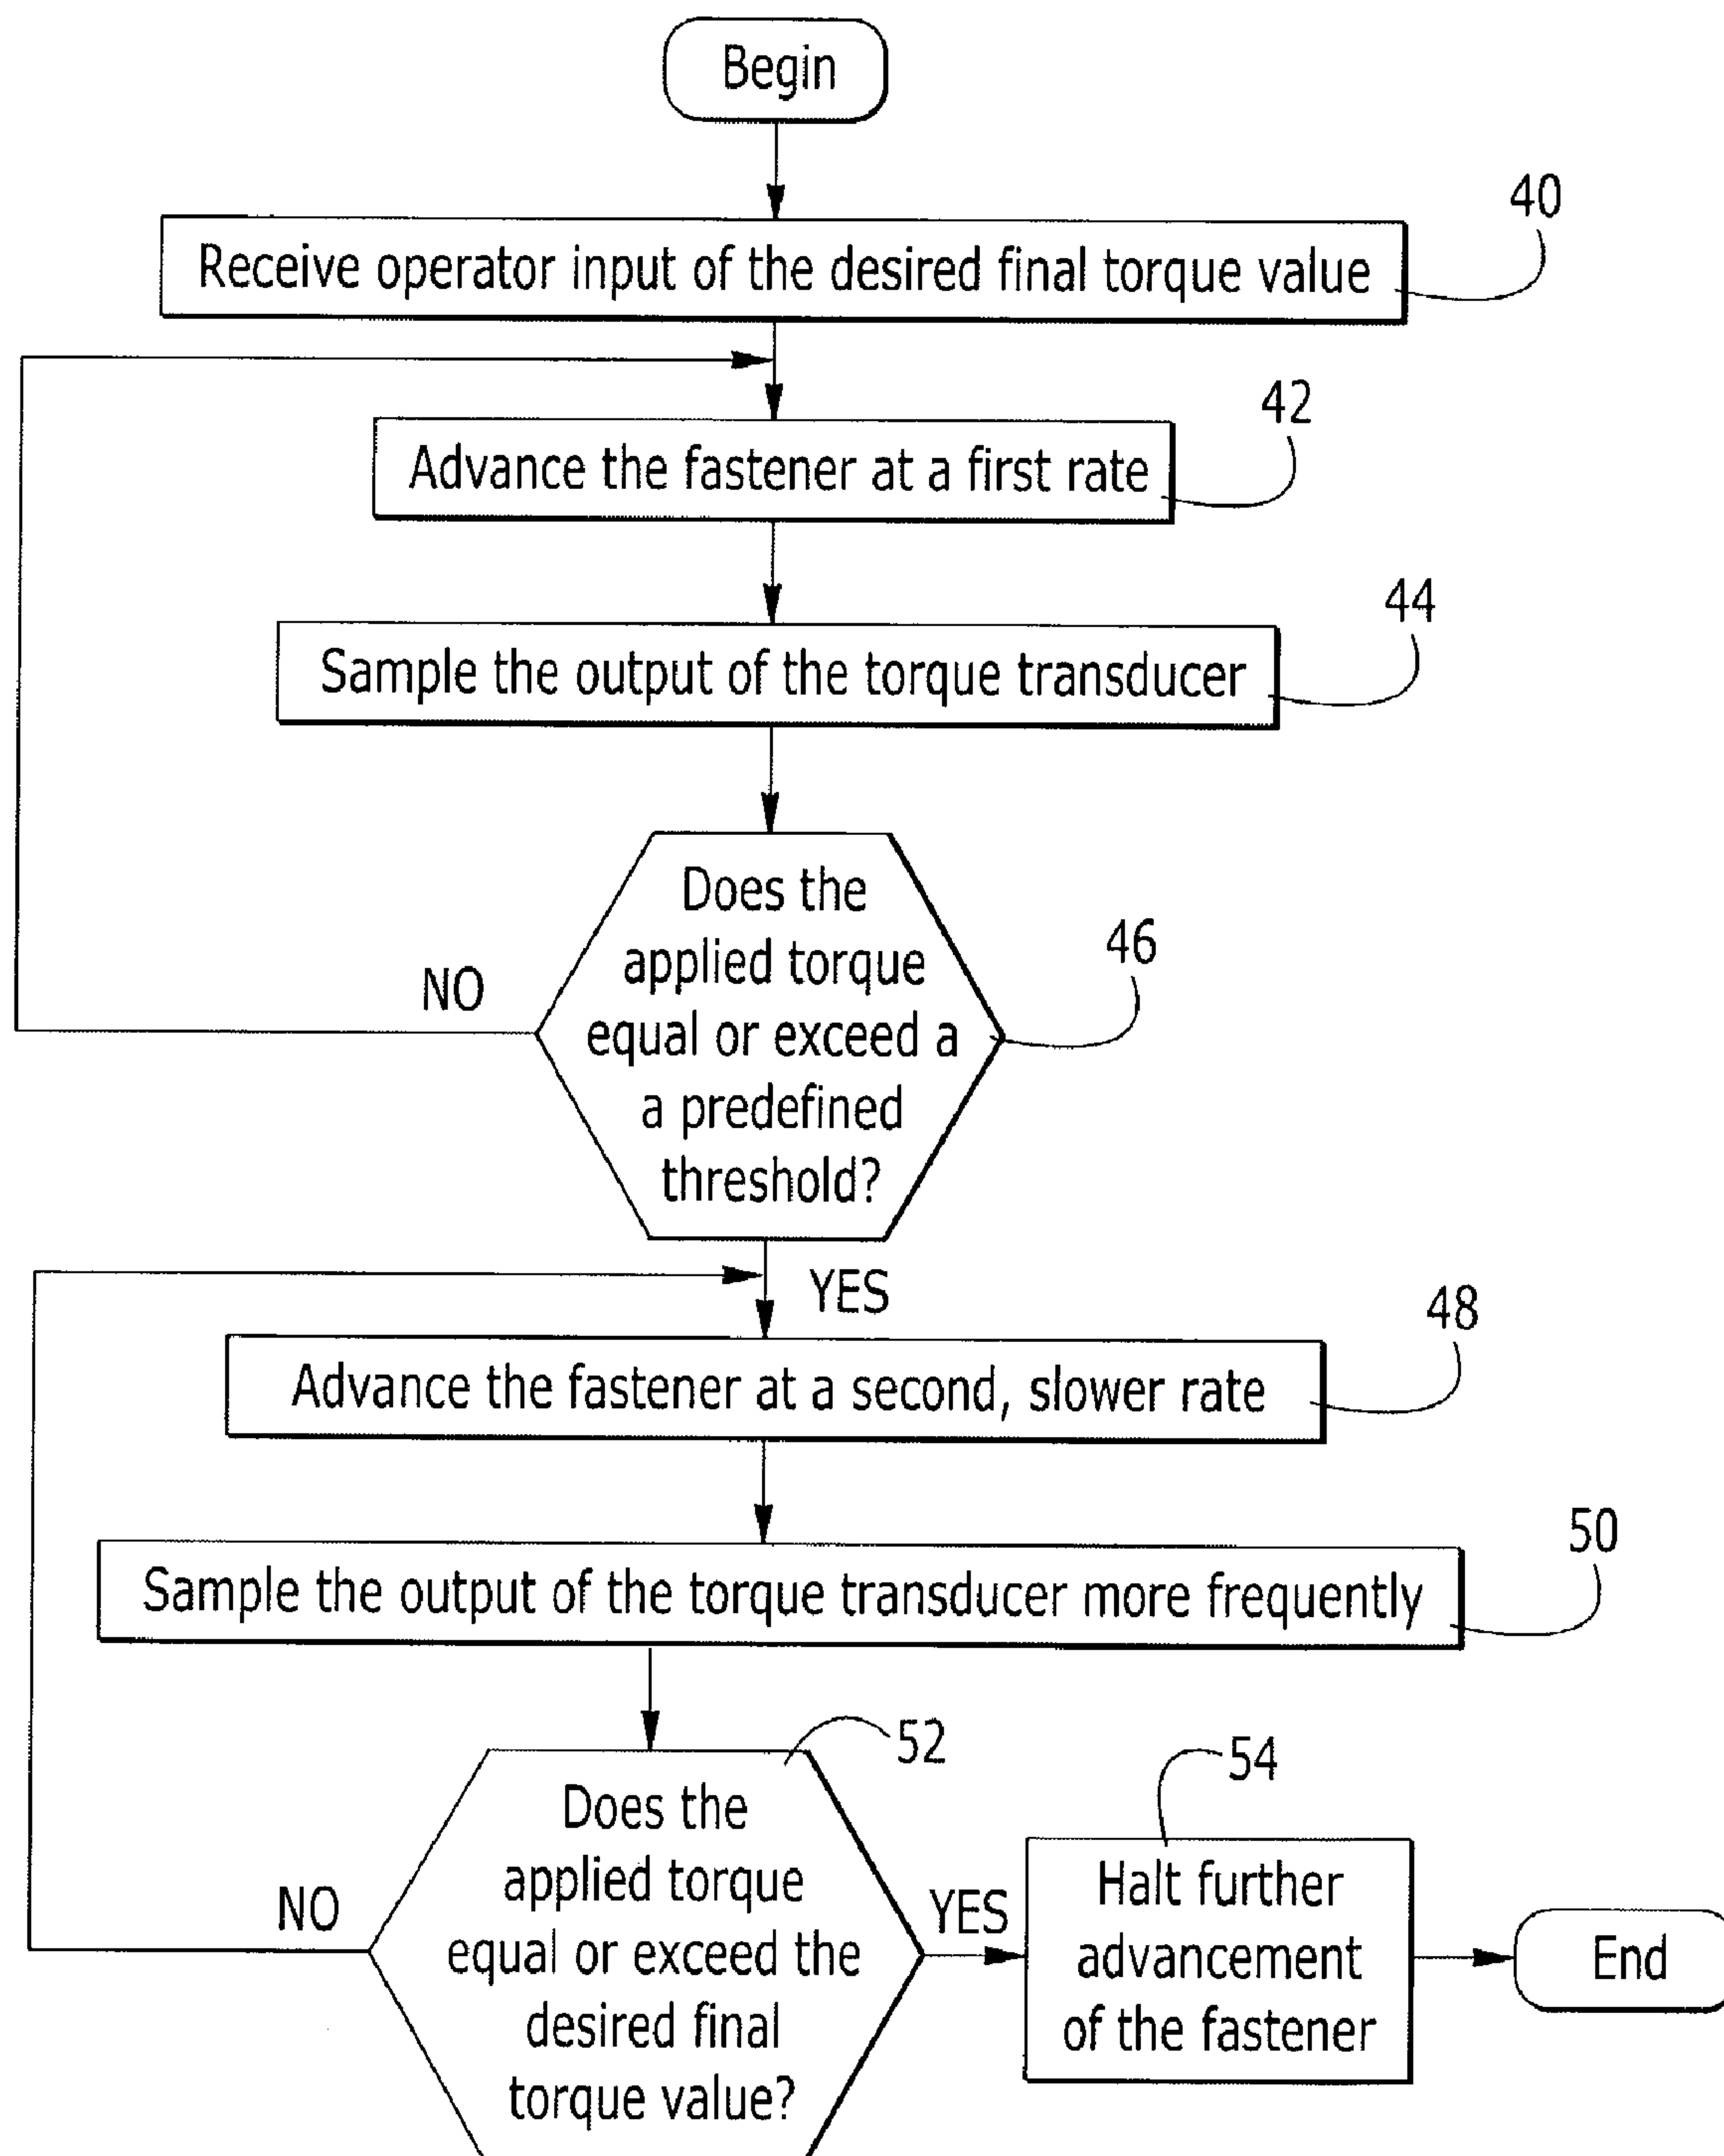 Begin
40
Receive operator input of the desired final torque value
42
Advance the fastener at a first rate
44
Sample the output of the torque transducer
Does the
applied torque
equal or exceed a
a predefined
threshold?
46
NO
YES
48
Advance the fastener at a second, slower rate
50
Sample the output of the torque transducer more frequently
52
Does the
applied torque
equal or exceed the
desired final
torque value?
NO
YES
54
Halt further
advancement
of the fastener
End